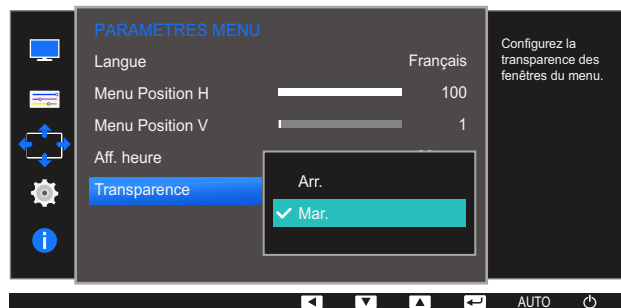 PARAMETRES MENU
Langue Français
Menu Position H 100
Menu Position V 1
Aff. heure
Transparence
Arr.
Mar.
Configurez la
transparence des
fenêtres du menu.
AUTO